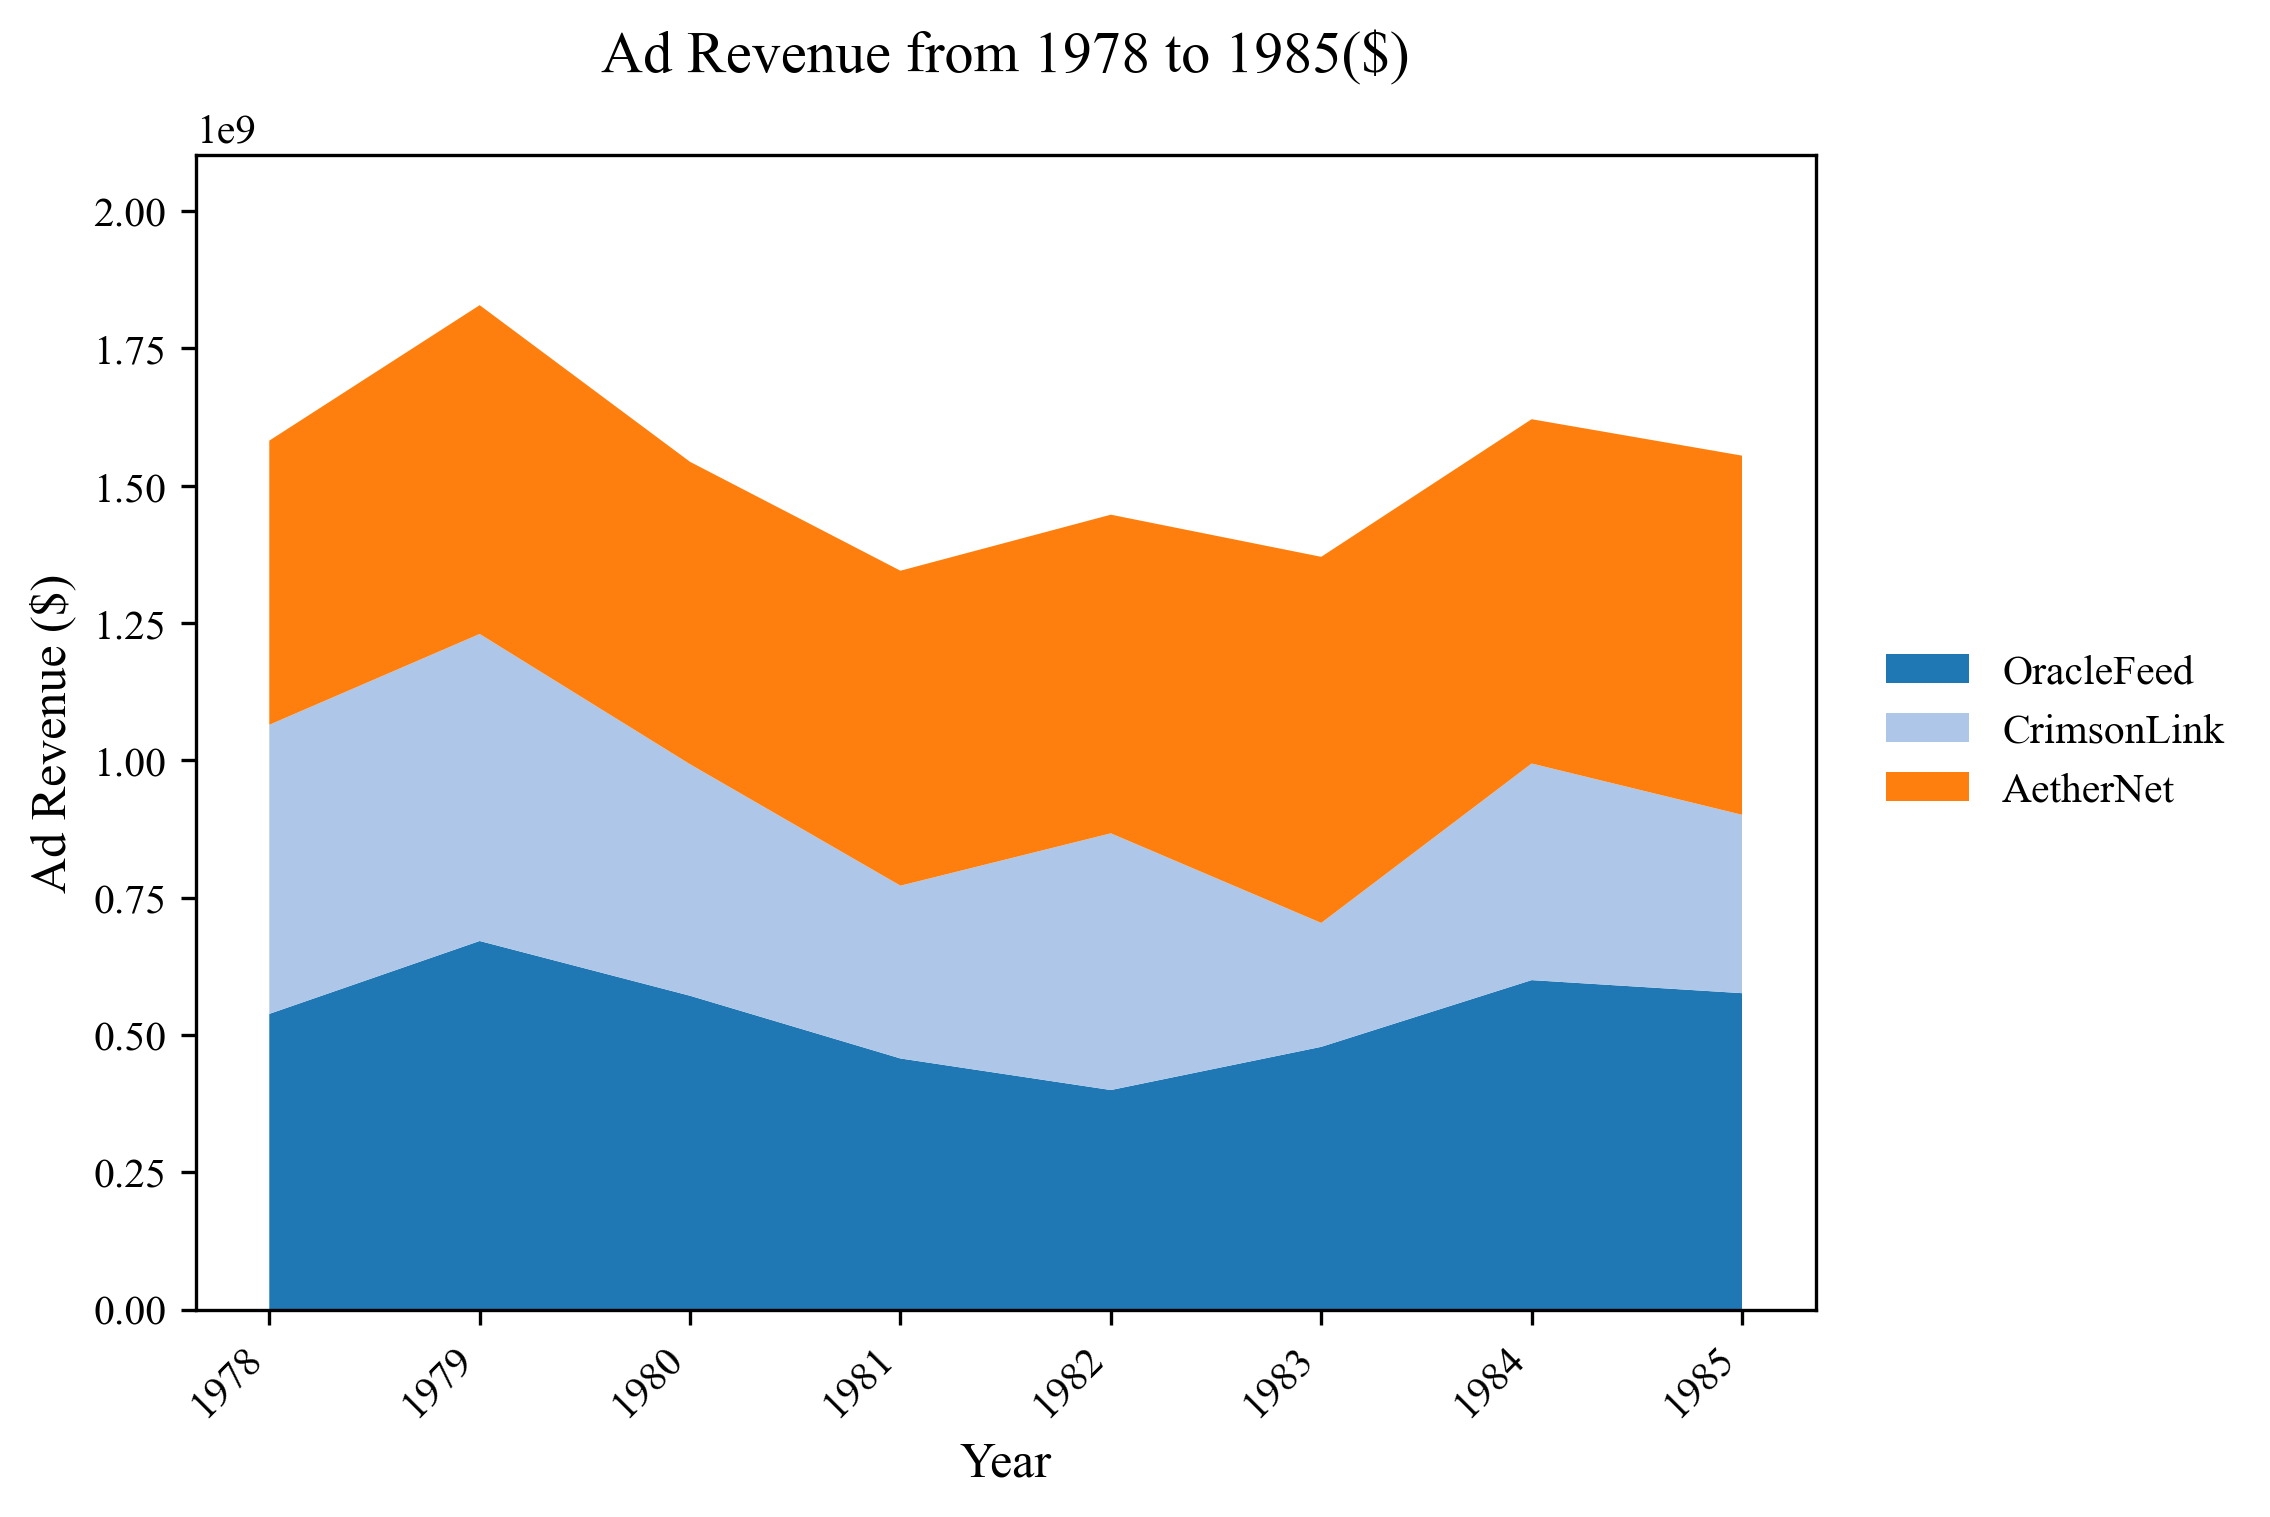 Ad Revenue from 1978 to 1985($)
1e9
2.00
1.75
1.50
1.25
1.00
0.75
0.50
0.25
0.00
Ad Revenue ($)
1978
1979
1980
1981
1982
1983
1984
1985
Year
OracleFeed
CrimsonLink
AetherNet